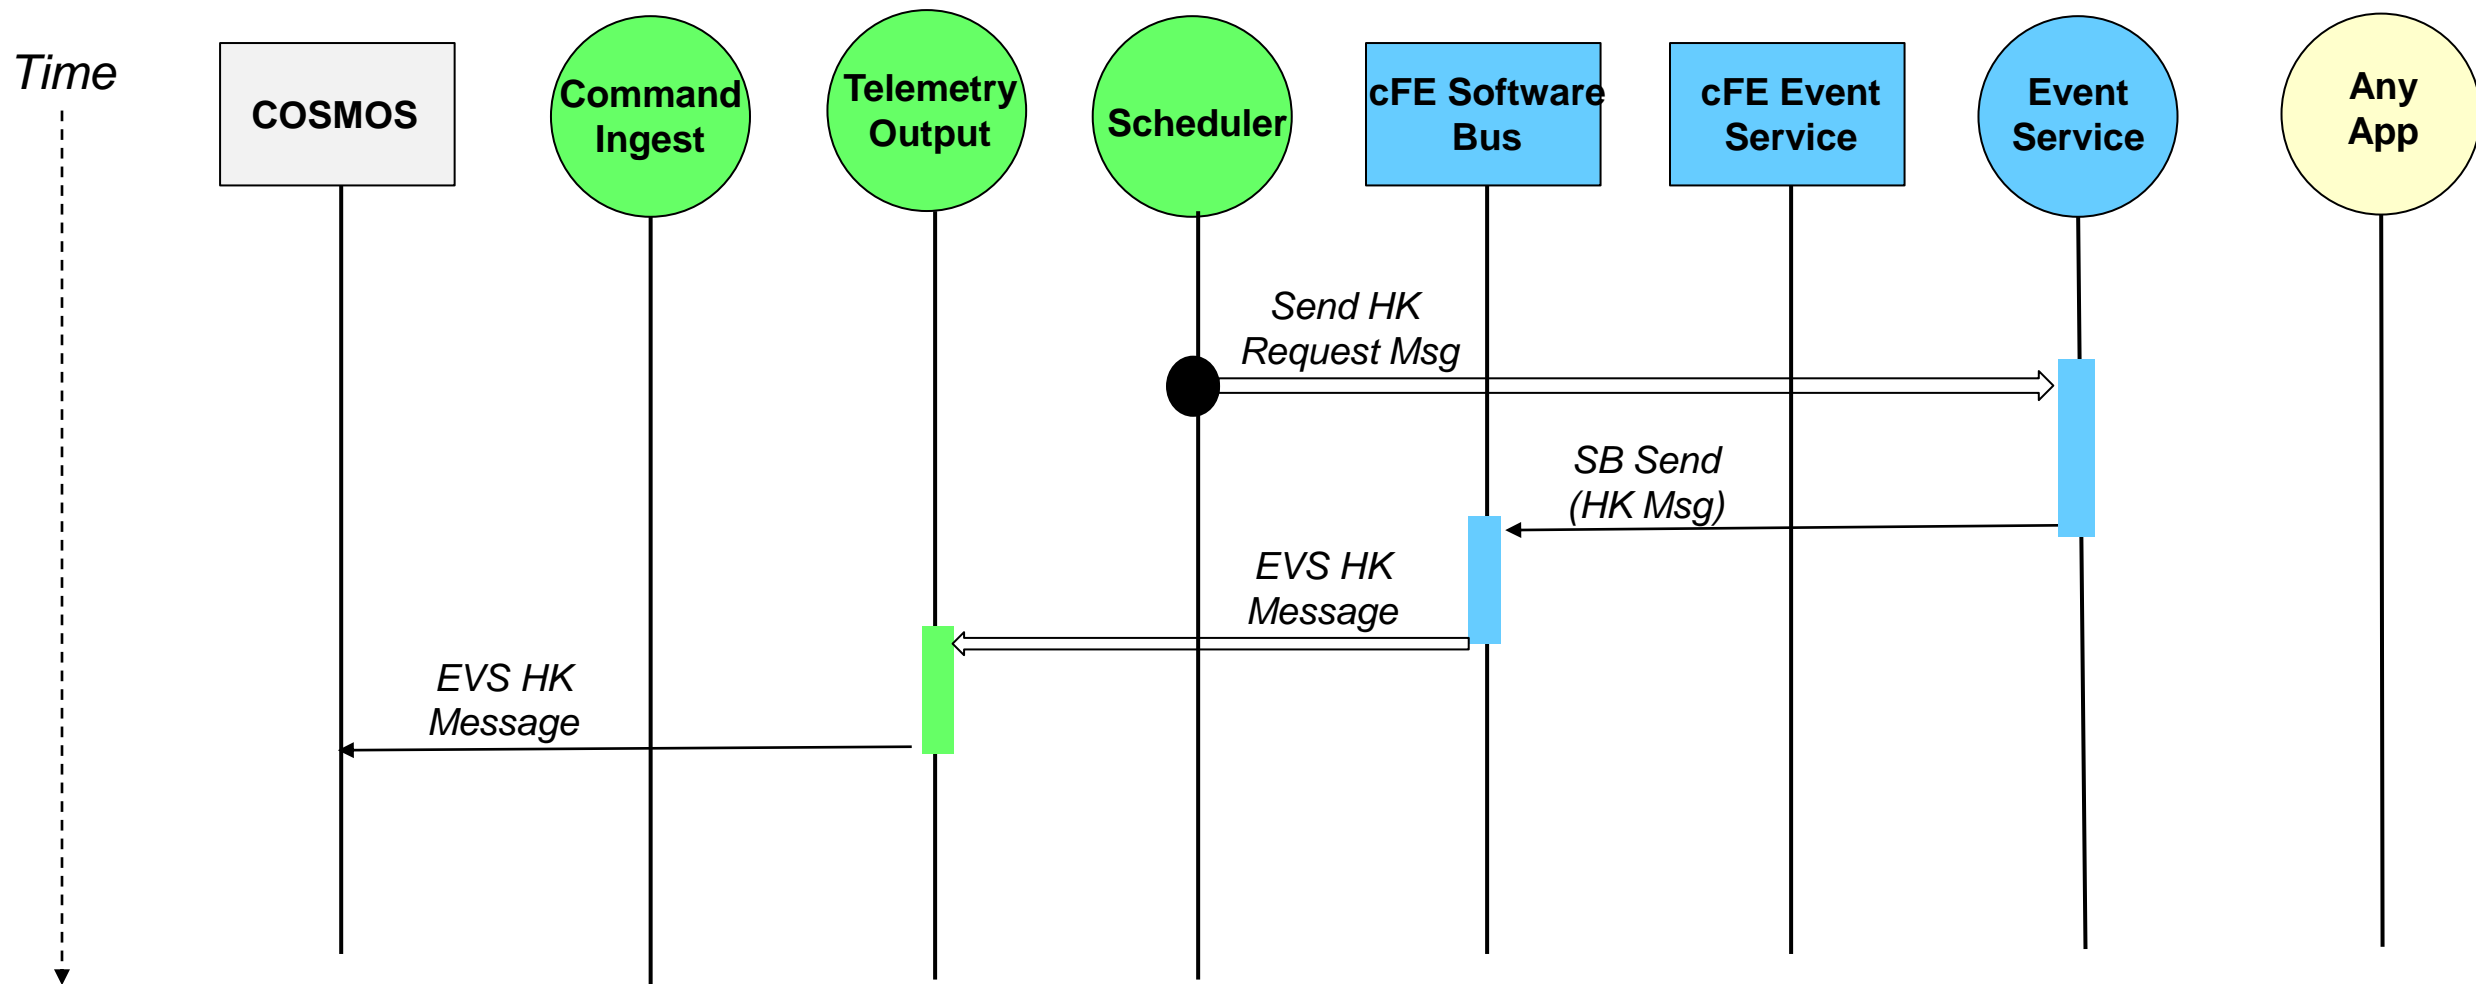 Time
COSMOS
Command
Ingest
Telemetry
Output
Scheduler
cFE Software
Bus
cFE Event
Service
Event
Service
Any
App
Send HK
Request Msg
SB Send
(HK Msg)
EVS HK
Message
EVS HK
Message